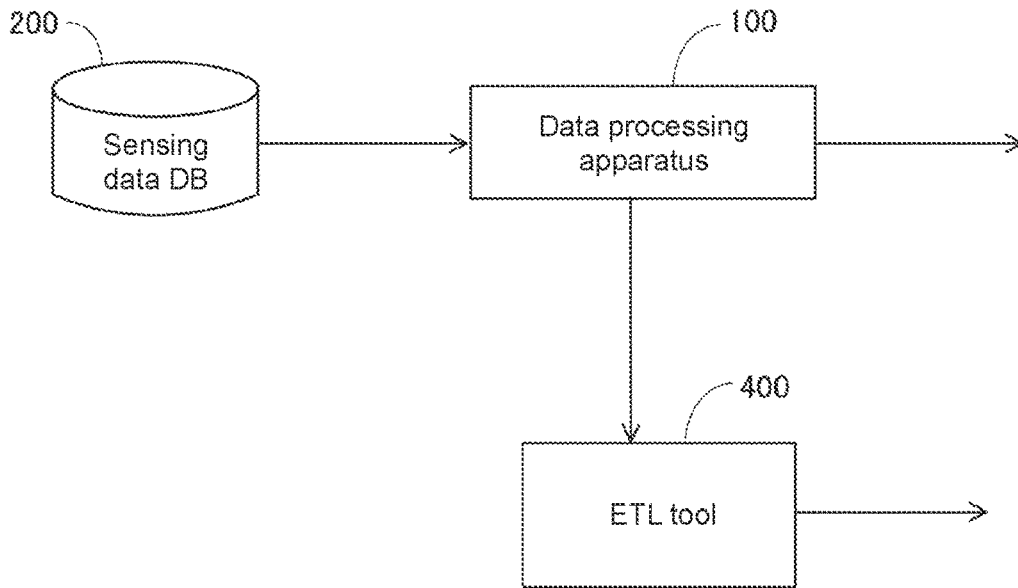 200
100
Sensing
data DB
Data processing
apparatus
400
ETL tool